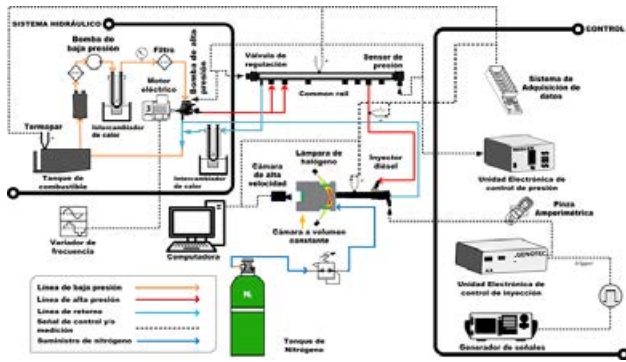 SISTEMA HIDRÁULICO
CONTROL
Bomba de
baja presión
Filtro
Bomba de alta
presión
Motor
eléctrico
Válvula de
regulación
Sensor de
presión
Common rail
Sistema de
Adquisición de
datos
Termopar
Intercambiador
de calor
Tanque de
combustible
Intercambiador
de calor
Cámara
de alta
velocidad
Lámpara de
halógeno
Inyector
diésel
Unidad Electrónica de
control de presión
Pinza
Amperimétrica
Variador de
frecuencia
Computadora
Cámara a volumen
constante
GENOTEC
Unidad Electrónica de
control de inyección
trigger
Línea de baja presión
Línea de alta presión
Línea de retorno
Señal de control y/o
medición
Suministro de nitrógeno
N₂
Tanque de
Nitrógeno
Generador de señales